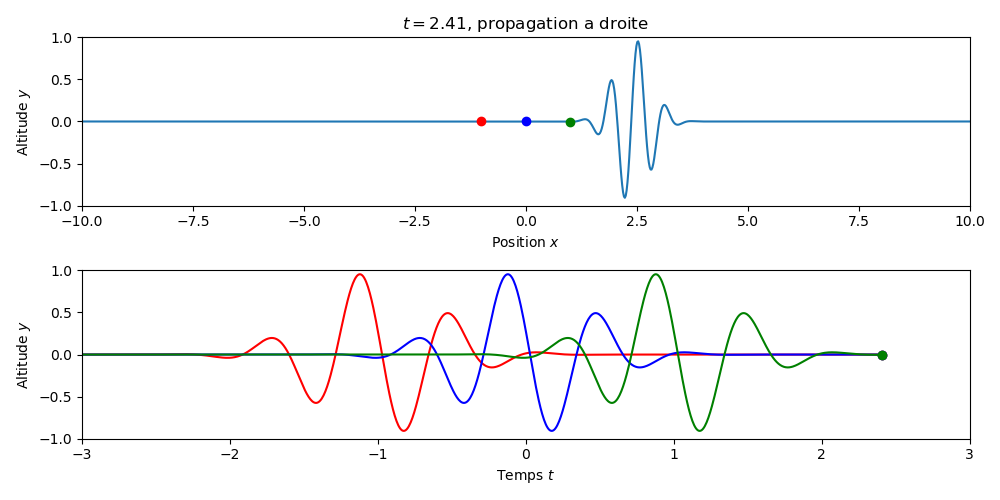 t = 2.41, propagation a droite
1.0
0.5
0.0
−0.5
−1.0
Altitude y
−10.0 −7.5 −5.0 −2.5 0.0 2.5 5.0 7.5 10.0
Position x
1.0
0.5
0.0
−0.5
−1.0
Altitude y
−3 −2 −1 0 1 2 3
Temps t